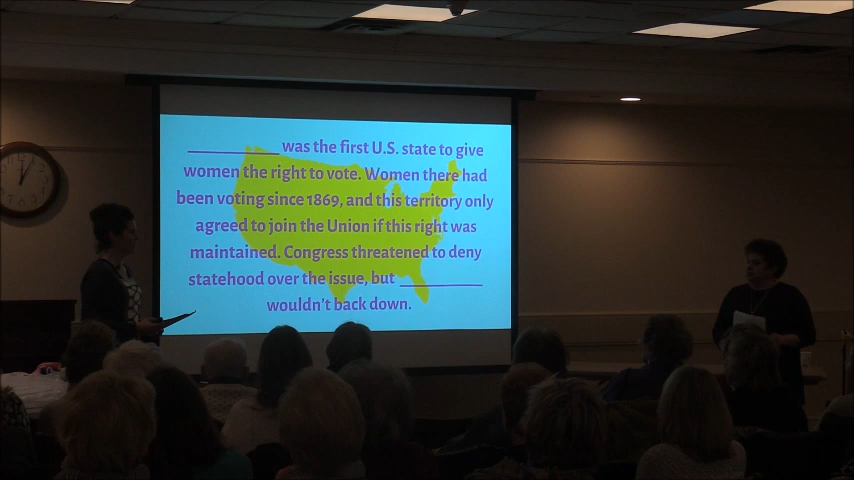 __________ was the first U.S. state to give
women the right to vote. Women there had
been voting since 1869, and this territory only
agreed to join the Union if this right was
maintained. Congress threatened to deny
statehood over the issue, but _________
wouldn't back down.